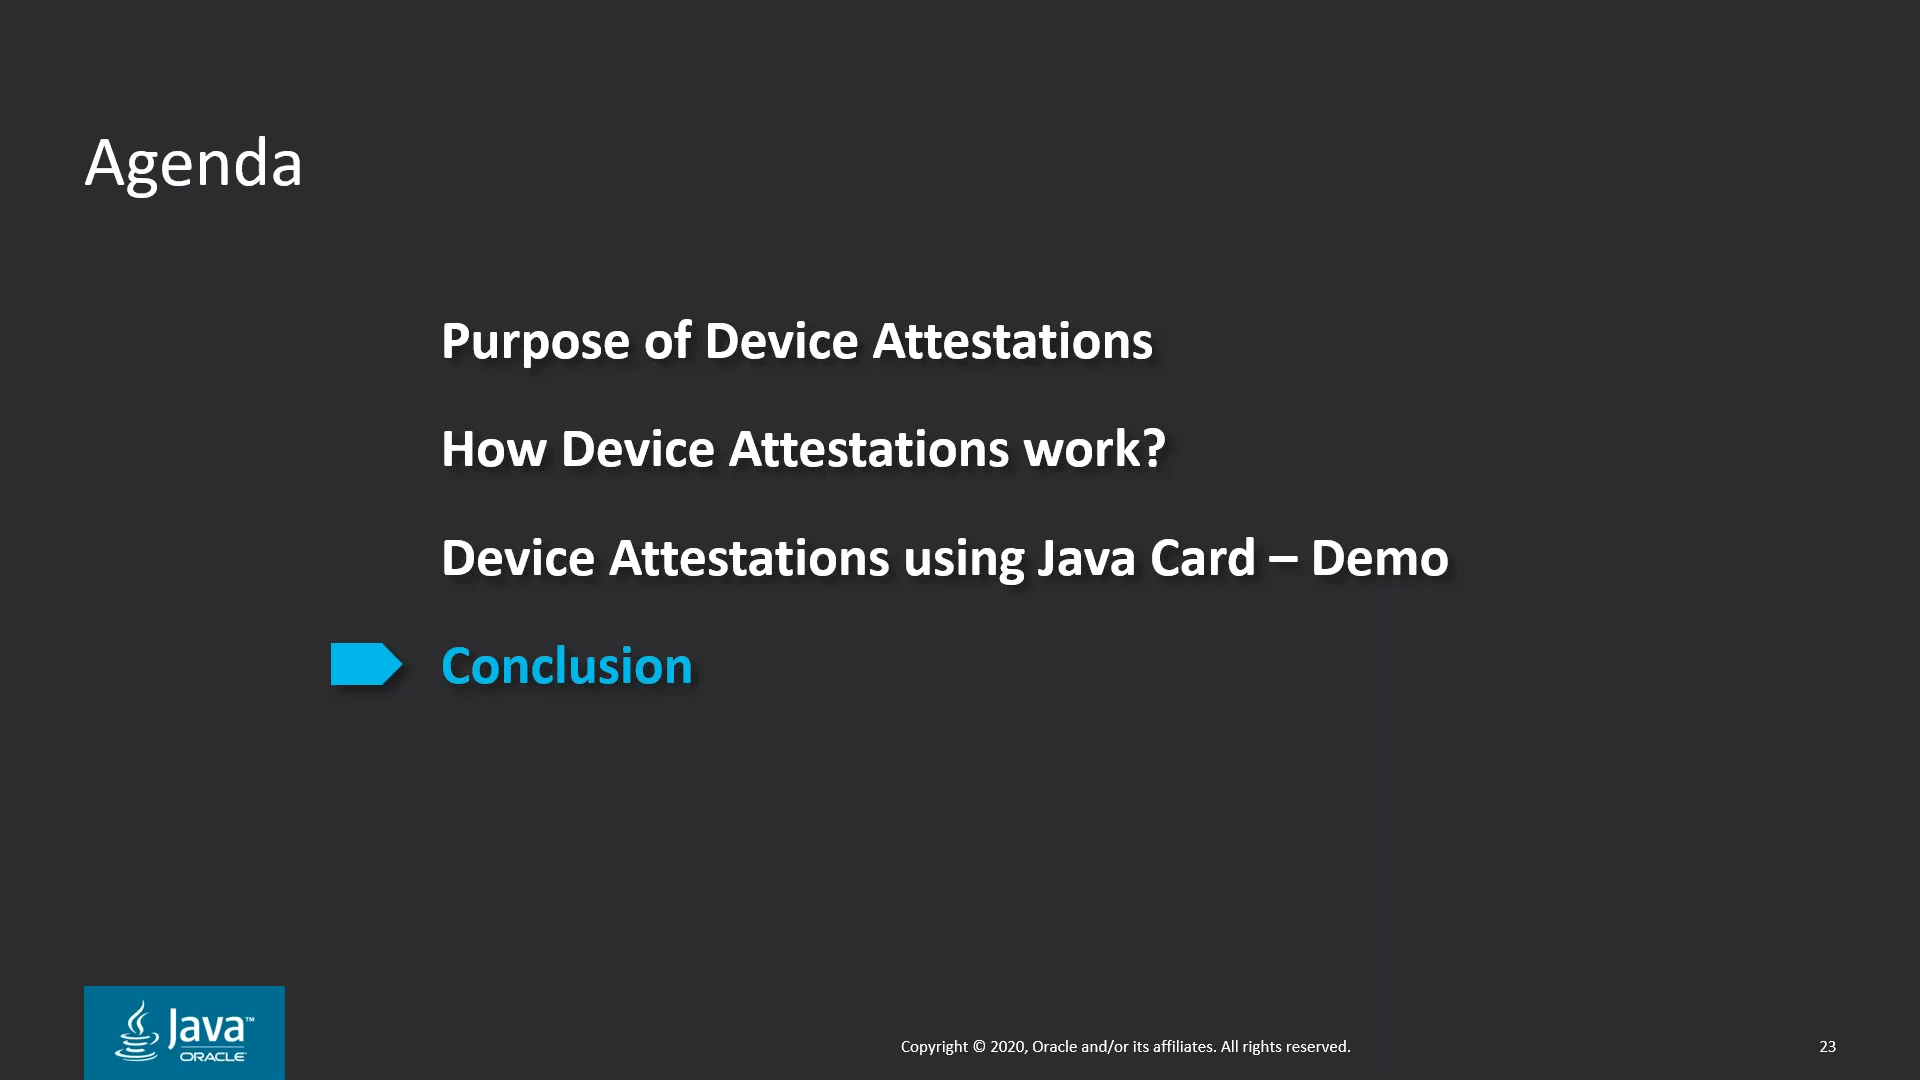 Agenda
Purpose of Device Attestations
How Device Attestations work?
Device Attestations using Java Card – Demo
Conclusion
Java™
ORACLE
Copyright © 2020, Oracle and/or its affiliates. All rights reserved.
23